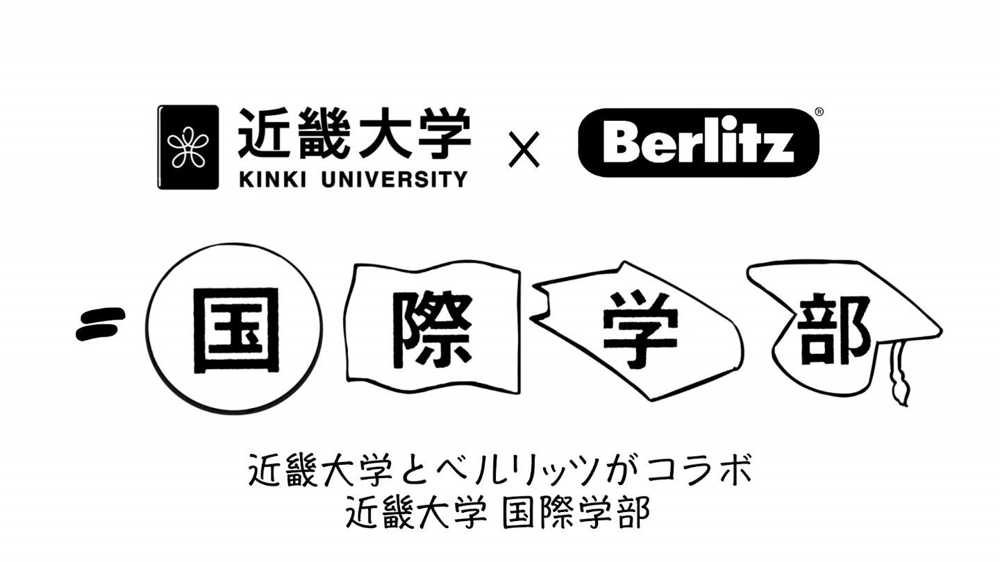 近畿大学 × Berlitz®
KINKI UNIVERSITY
= 国際学部
近畿大学とベルリッツがコラボ
近畿大学 国際学部